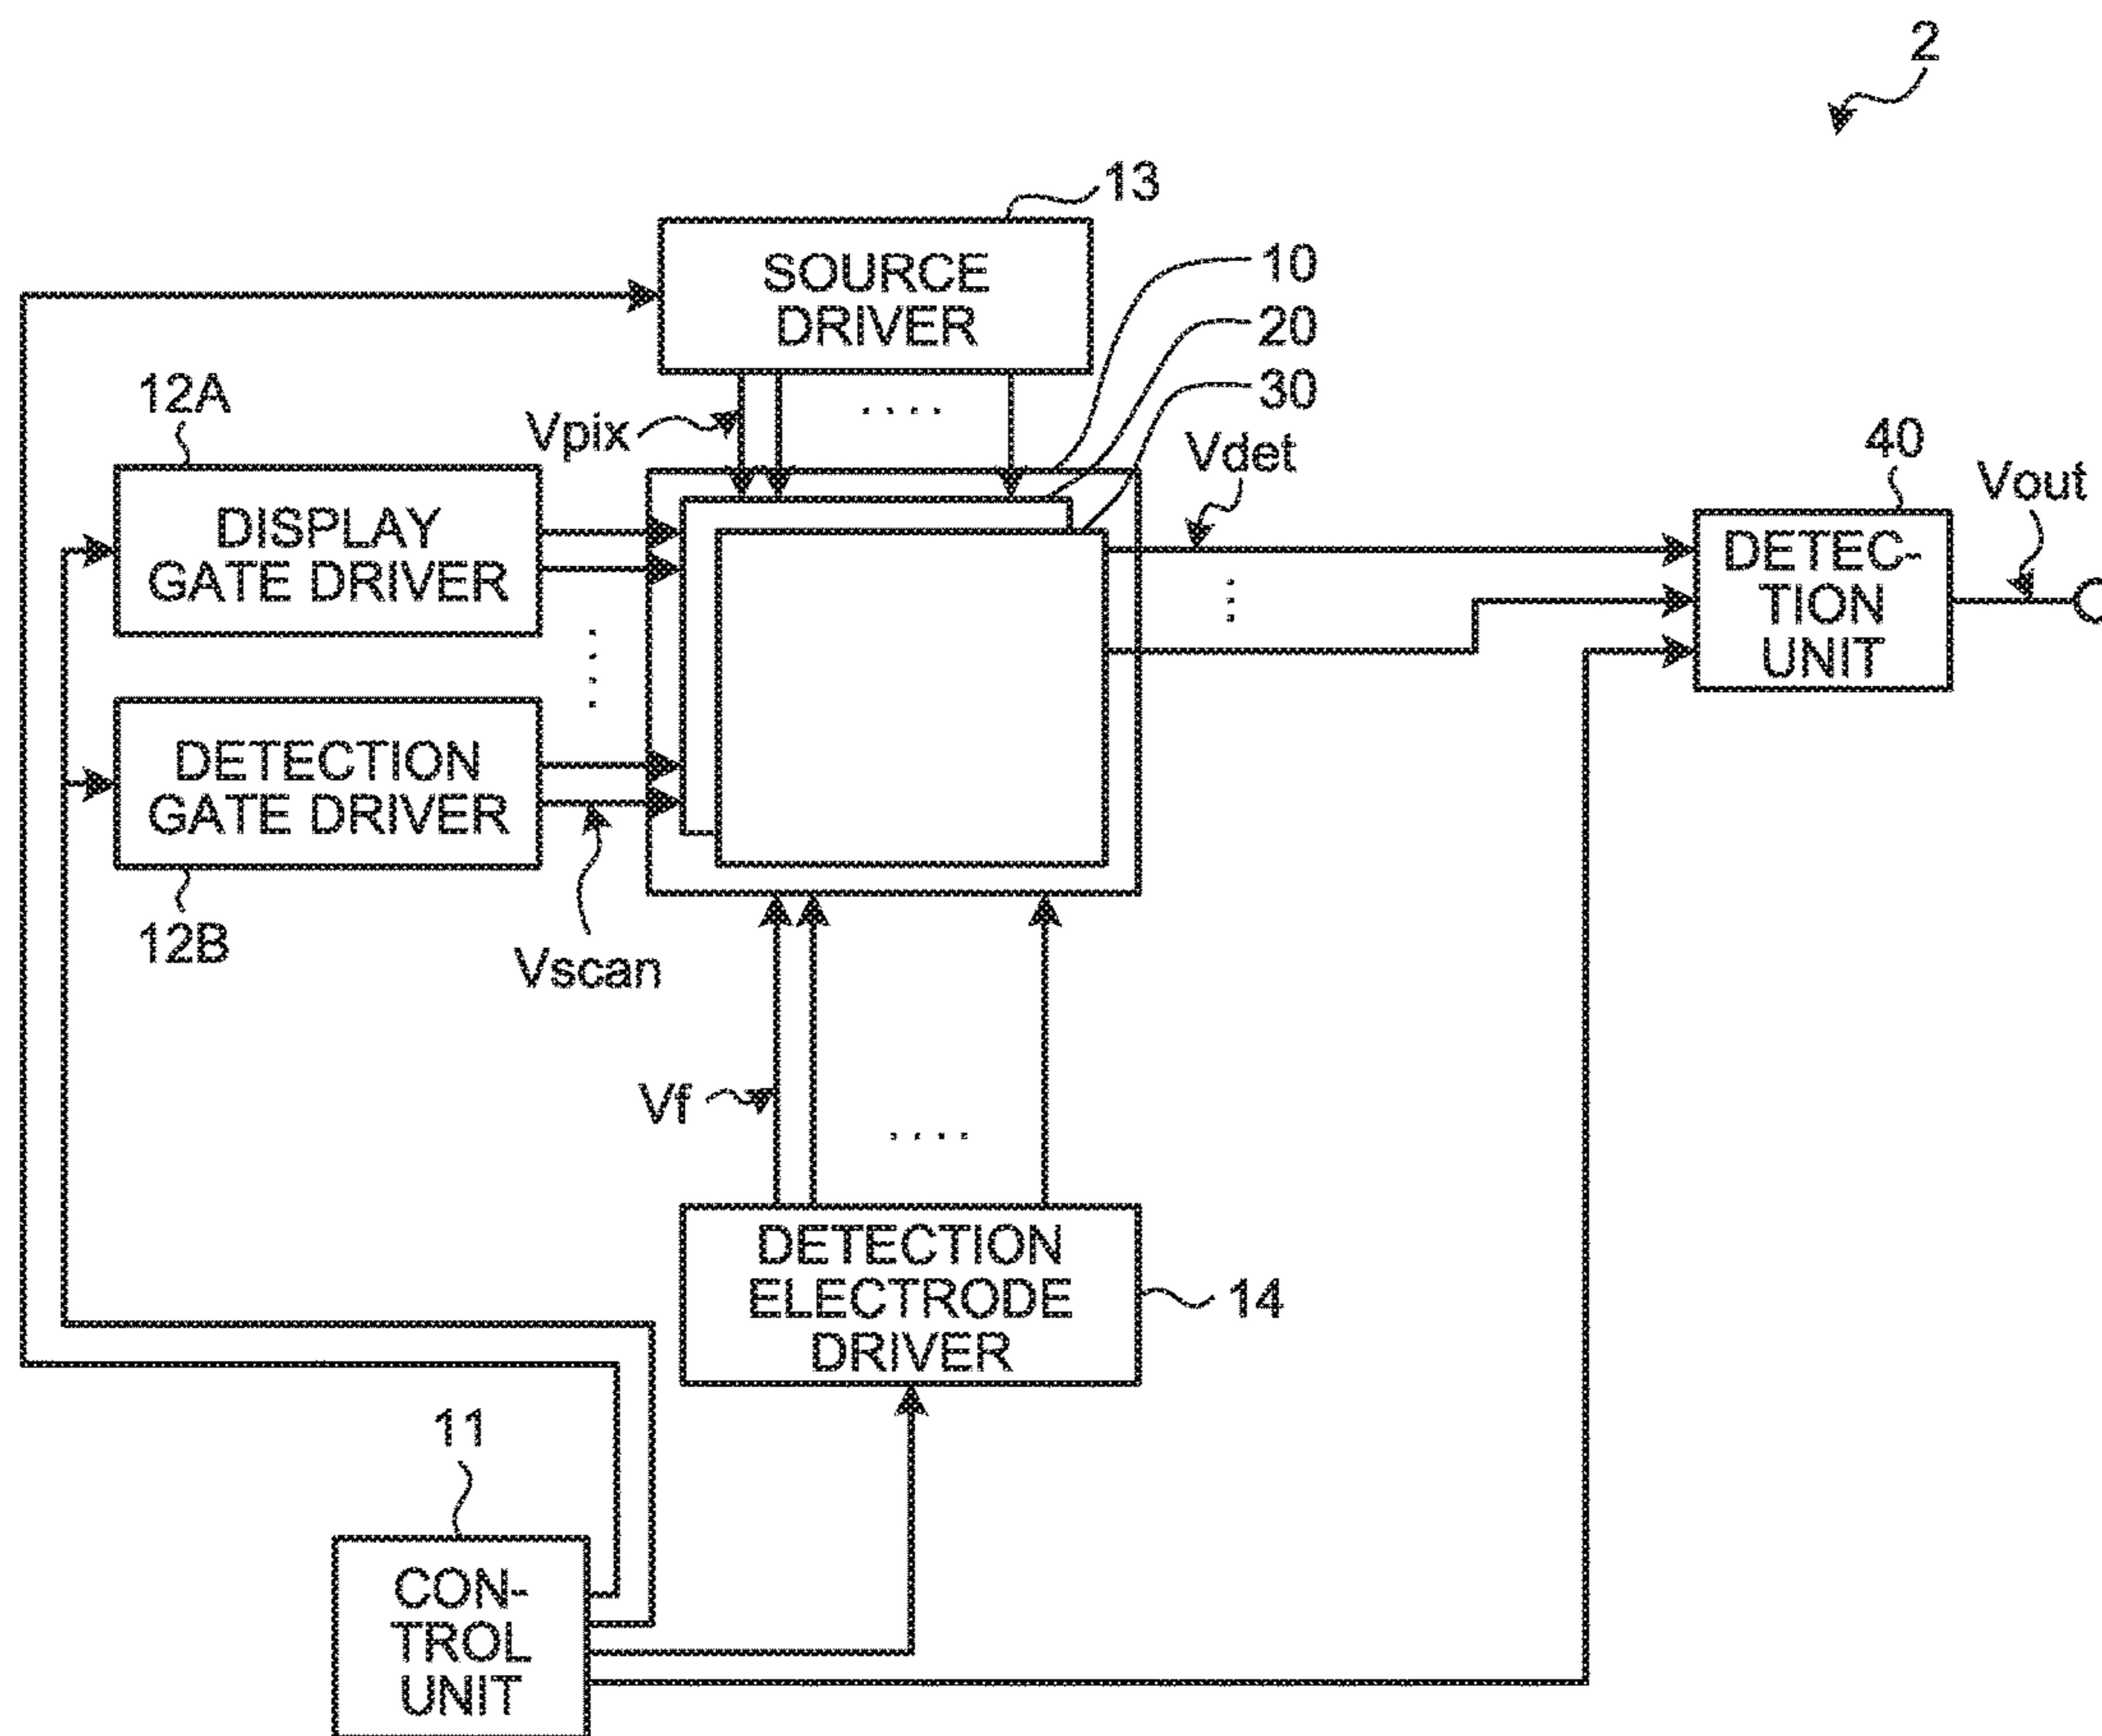 2
13
SOURCE
DRIVER
10
20
30
12A
Vpix
Vdet
40
Vout
DISPLAY
GATE DRIVER
DETEC-
TION
UNIT
DETECTION
GATE DRIVER
12B
Vscan
Vf
DETECTION
ELECTRODE
DRIVER
14
11
CON-
TROL
UNIT